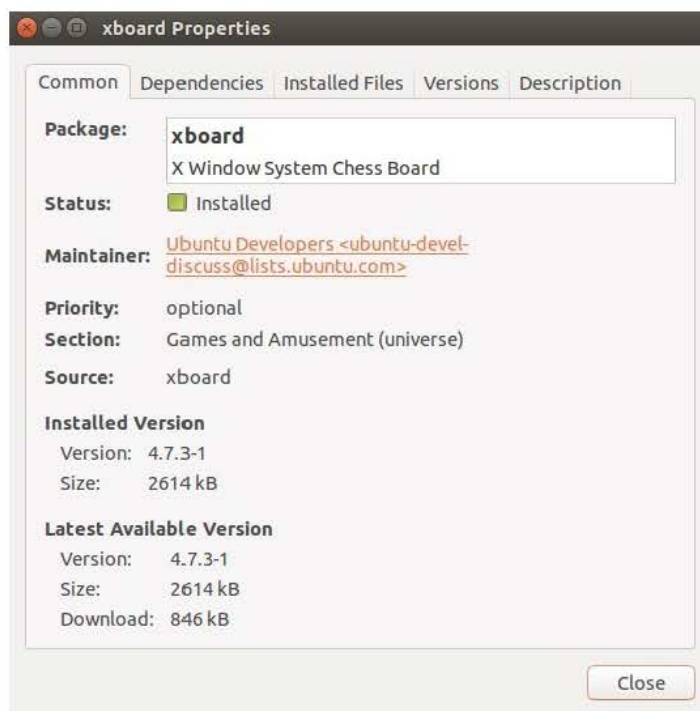 xboard Properties
Common Dependencies Installed Files Versions Description
Package: xboard
X Window System Chess Board
Status: Installed
Maintainer: Ubuntu Developers <ubuntu-devel-
discuss@lists.ubuntu.com>
Priority: optional
Section: Games and Amusement (universe)
Source: xboard
Installed Version
Version: 4.7.3-1
Size: 2614 kB
Latest Available Version
Version: 4.7.3-1
Size: 2614 kB
Download: 846 kB
Close